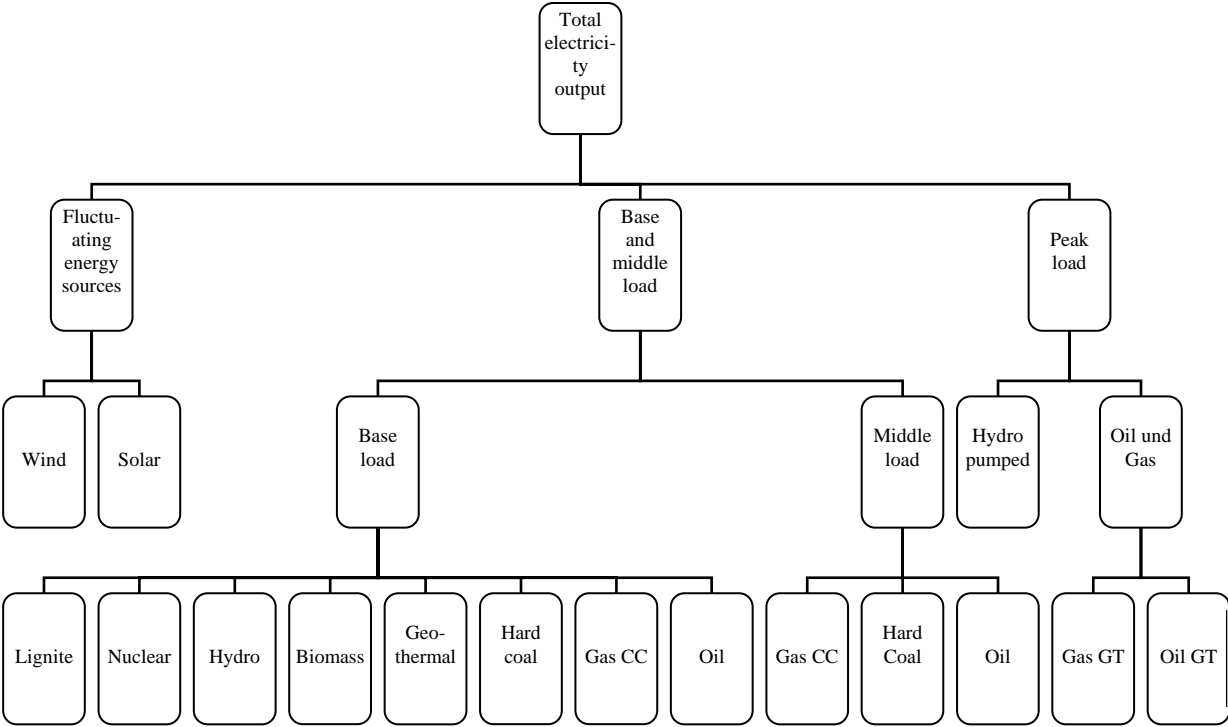 Total
electrici-
ty
output
Fluctu-
ating
energy
sources
Base
and
middle
load
Peak
load
Wind
Solar
Base
load
Middle
load
Hydro
pumped
Oil und
Gas
Lignite
Nuclear
Hydro
Biomass
Geo-
thermal
Hard
coal
Gas CC
Oil
Gas CC
Hard
Coal
Oil
Gas GT
Oil GT